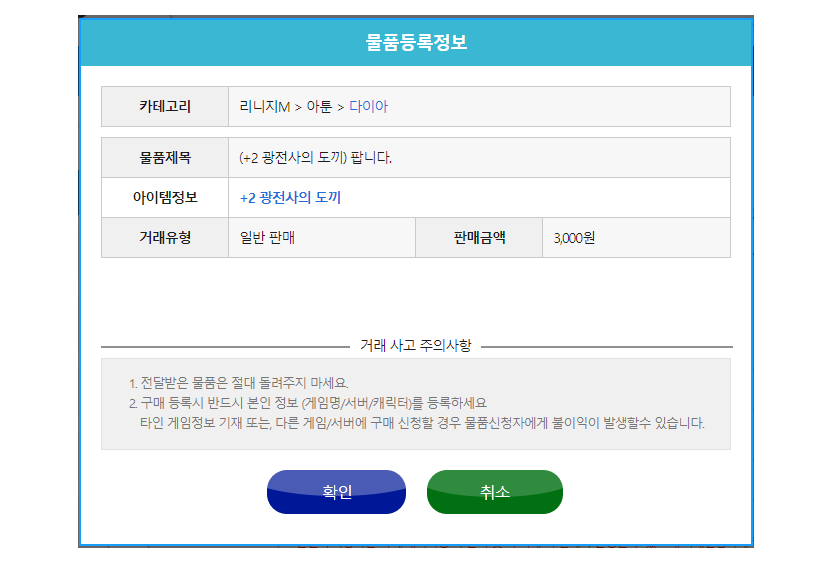 물품등록정보
카테고리 리니지M > 아툰 > 다이아
물품제목 (+2 광전사의 도끼) 팝니다.
아이템정보 +2 광전사의 도끼
거래유형 일반 판매 판매금액 3,000원
거래 사고 주의사항
1. 전달받은 물품은 절대 돌려주지 마세요.
2. 구매 등록시 반드시 본인 정보 (게임명/서버/캐릭터)를 등록하세요
타인 게임정보 기재 또는, 다른 게임/서버에 구매 신청할 경우 물품신청자에게 불이익이 발생할수 있습니다.
확인 취소